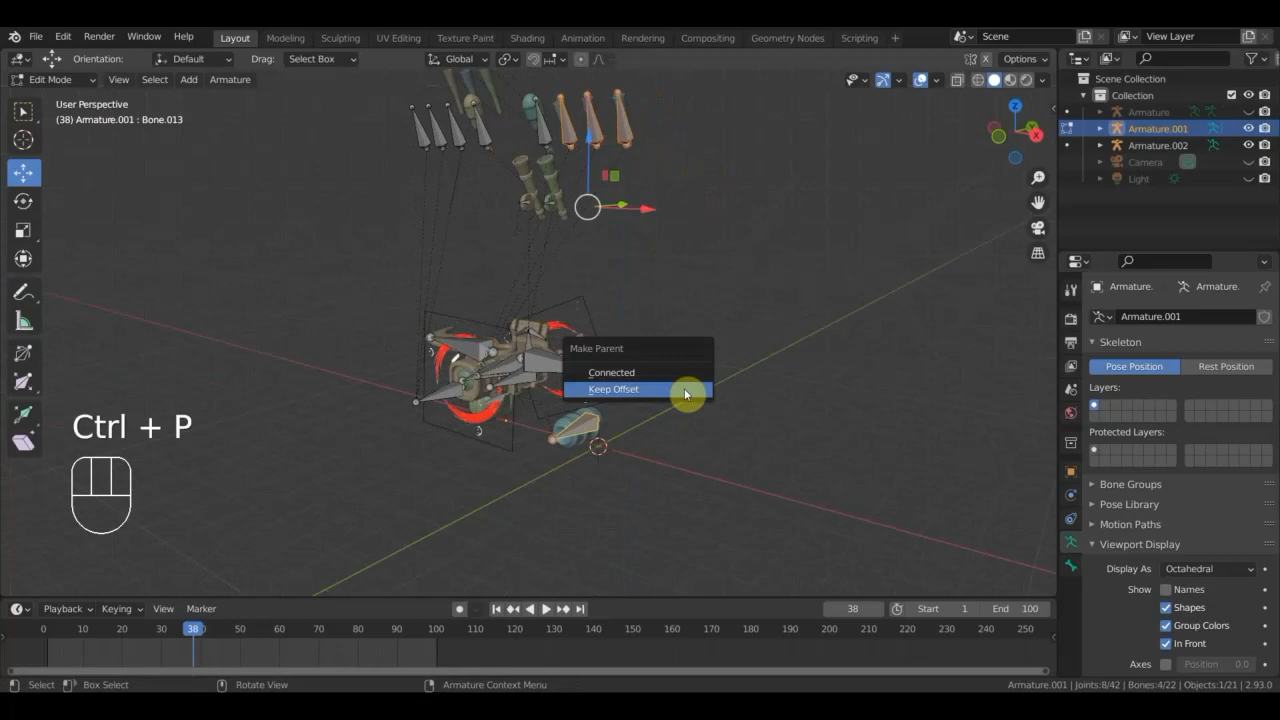 File Edit Render Window Help Layout Modeling Sculpting UV Editing Texture Paint Shading Animation Rendering Compositing Geometry Nodes Scripting + Scene View Layer
Orientation: Default Drag: Select Box Global Options
Edit Mode View Select Add Armature
User Perspective
(38) Armature.001 : Bone.013
Z
Y
X
Scene Collection
Collection
Armature
Armature.001
Armature.002
Camera
Light
Armature. Armature.
Armature.001
Skeleton
Pose Position Rest Position
Layers:
Protected Layers:
Bone Groups
Pose Library
Motion Paths
Viewport Display
Display As Octahedral
Show Names
Shapes
Group Colors
In Front
Axes Position 0.0
Make Parent
Connected
Keep Offset
Ctrl + P
Playback Keying View Marker 38 Start 1 End 100
0 10 20 30 38 50 60 70 80 90 100 110 120 130 140 150 160 170 180 190 200 210 220 230 240 250
Select Box Select Rotate View Armature Context Menu Armature.001 | Joints:8/42 | Bones:4/22 | Objects:1/21 | 2.93.0